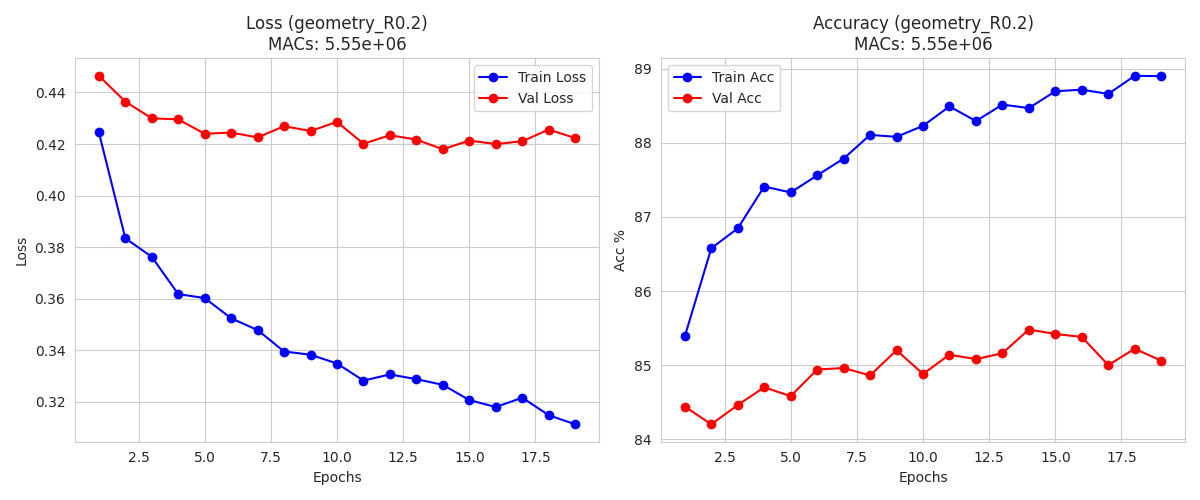 Loss (geometry_R0.2)
MACs: 5.55e+06
Train Loss
Val Loss
0.44
0.42
0.40
0.38
0.36
0.34
0.32
Loss
2.5
5.0
7.5
10.0
12.5
15.0
17.5
Epochs
Accuracy (geometry_R0.2)
MACs: 5.55e+06
Train Acc
Val Acc
89
88
87
86
85
84
Acc %
2.5
5.0
7.5
10.0
12.5
15.0
17.5
Epochs